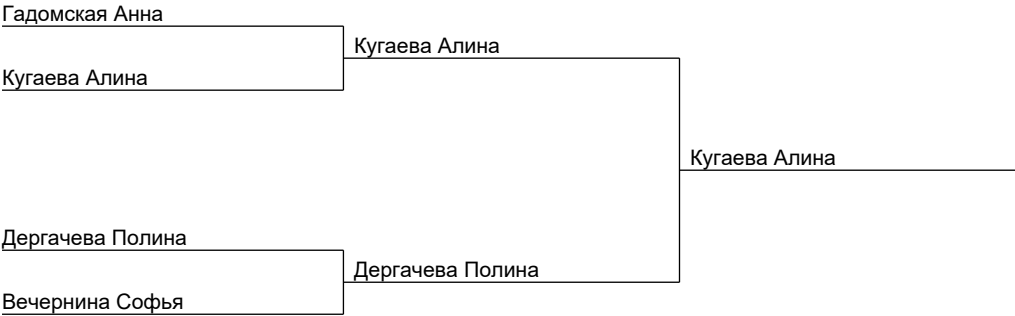 Гадомская Анна
Кугаева Алина
Кугаева Алина
Кугаева Алина
Дергачева Полина
Дергачева Полина
Вечернина Софья